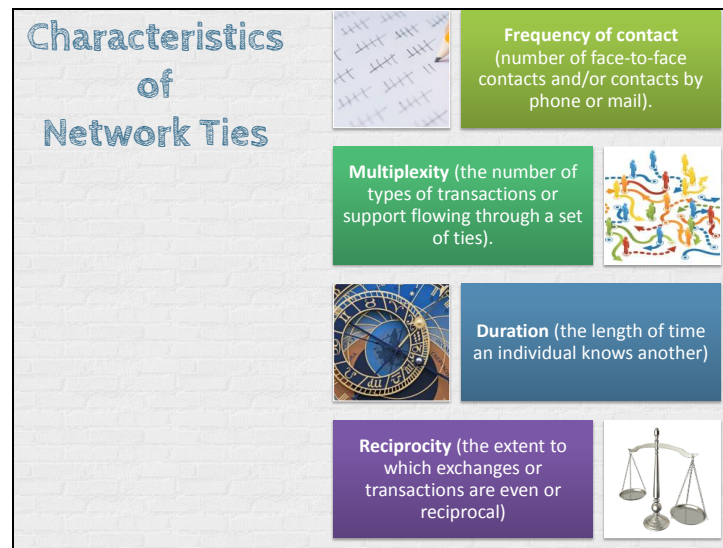 Characteristics
of
Network Ties
Frequency of contact
(number of face-to-face
contacts and/or contacts by
phone or mail).
Multiplexity (the number of
types of transactions or
support flowing through a set
of ties).
Duration (the length of time
an individual knows another)
Reciprocity (the extent to
which exchanges or
transactions are even or
reciprocal)